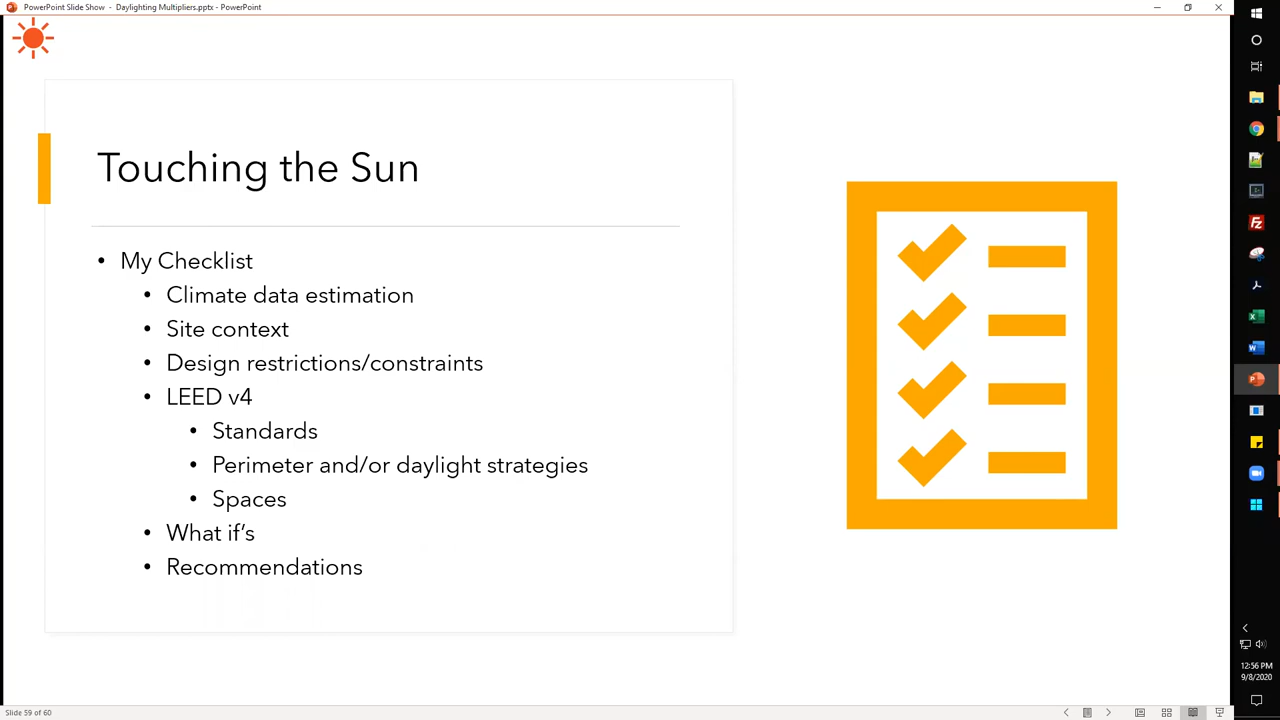 PowerPoint Slide Show - Daylighting Multipliers.pptx - PowerPoint
Touching the Sun
• My Checklist
• Climate data estimation
• Site context
• Design restrictions/constraints
• LEED v4
• Standards
• Perimeter and/or daylight strategies
• Spaces
• What if's
• Recommendations
12:56 PM
9/8/2020
Slide 59 of 60